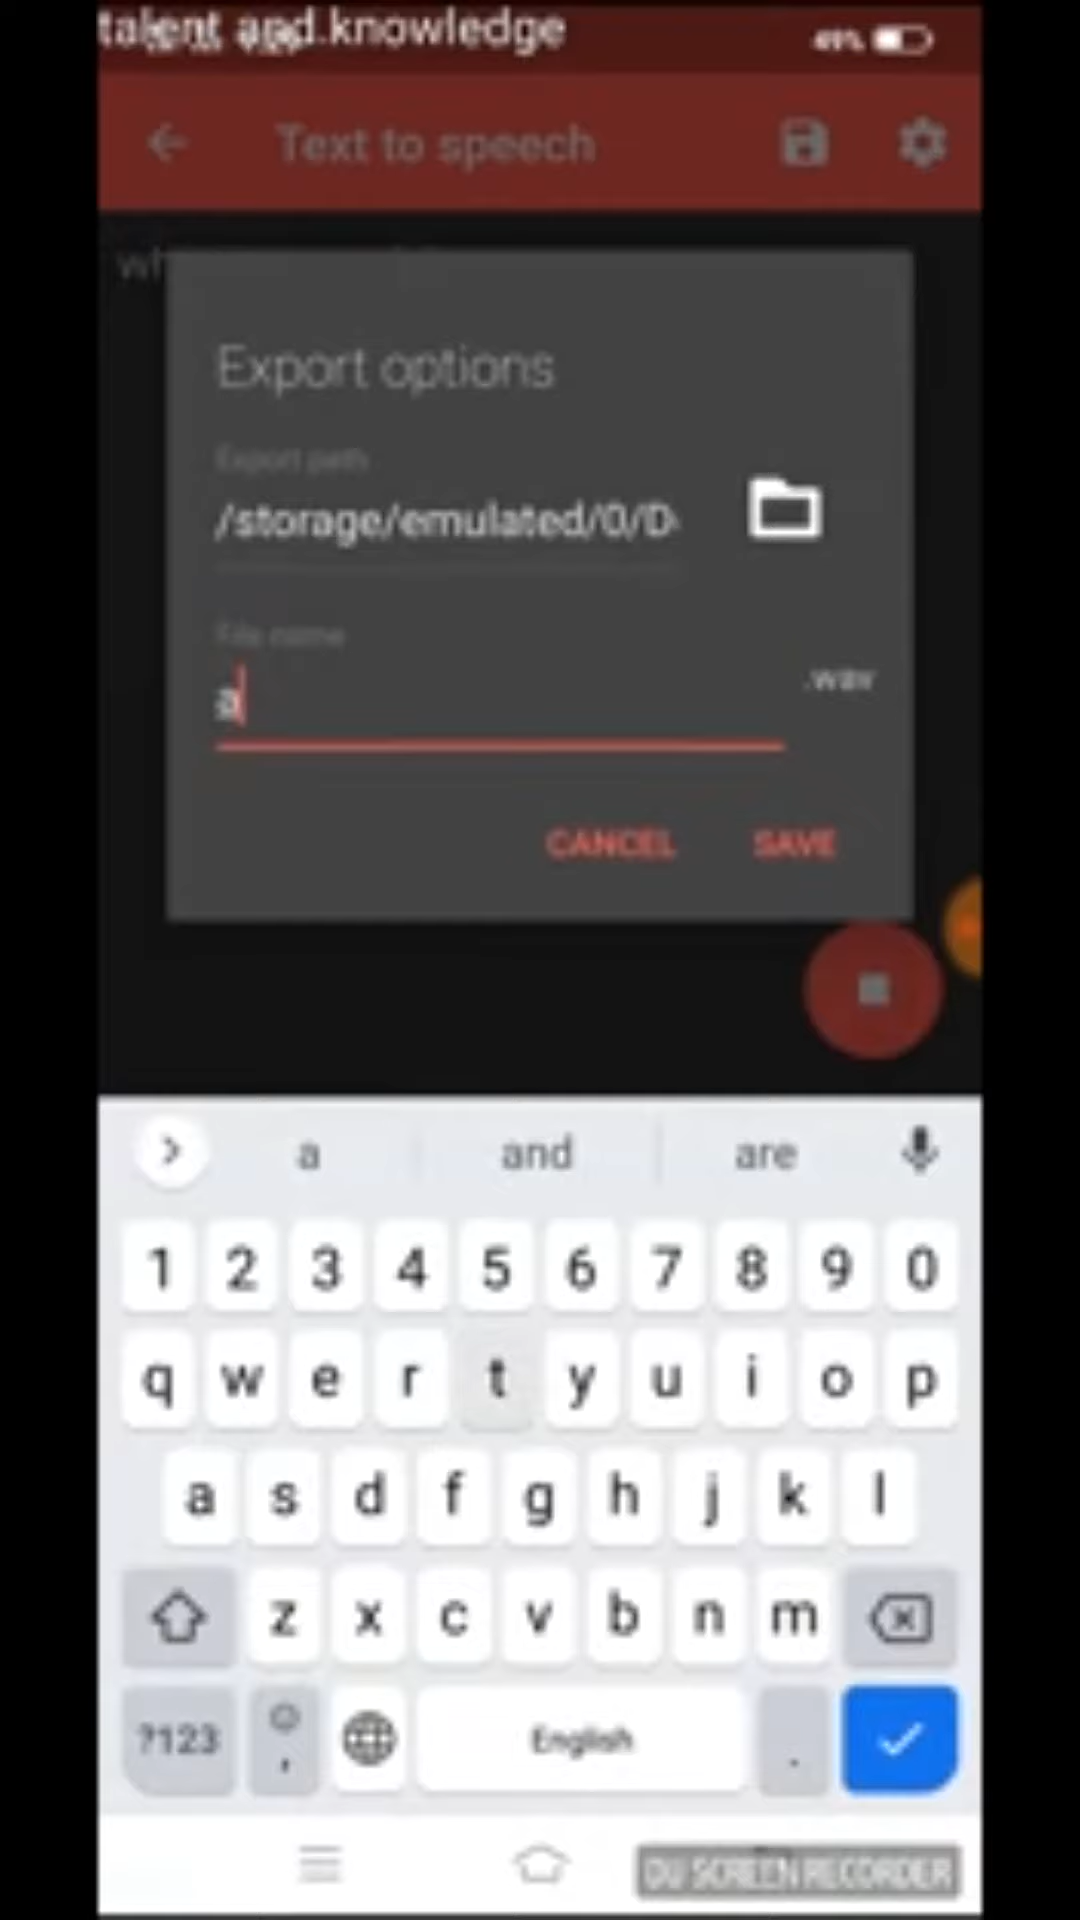 talent and.knowledge
49%
Text to speech
Export options
Export path
/storage/emulated/0/D
File name
a
.wav
CANCEL SAVE
a and are
1 2 3 4 5 6 7 8 9 0
q w e r t y u i o p
a s d f g h j k l
z x c v b n m
?123 , English .
DU SCREEN RECORDER